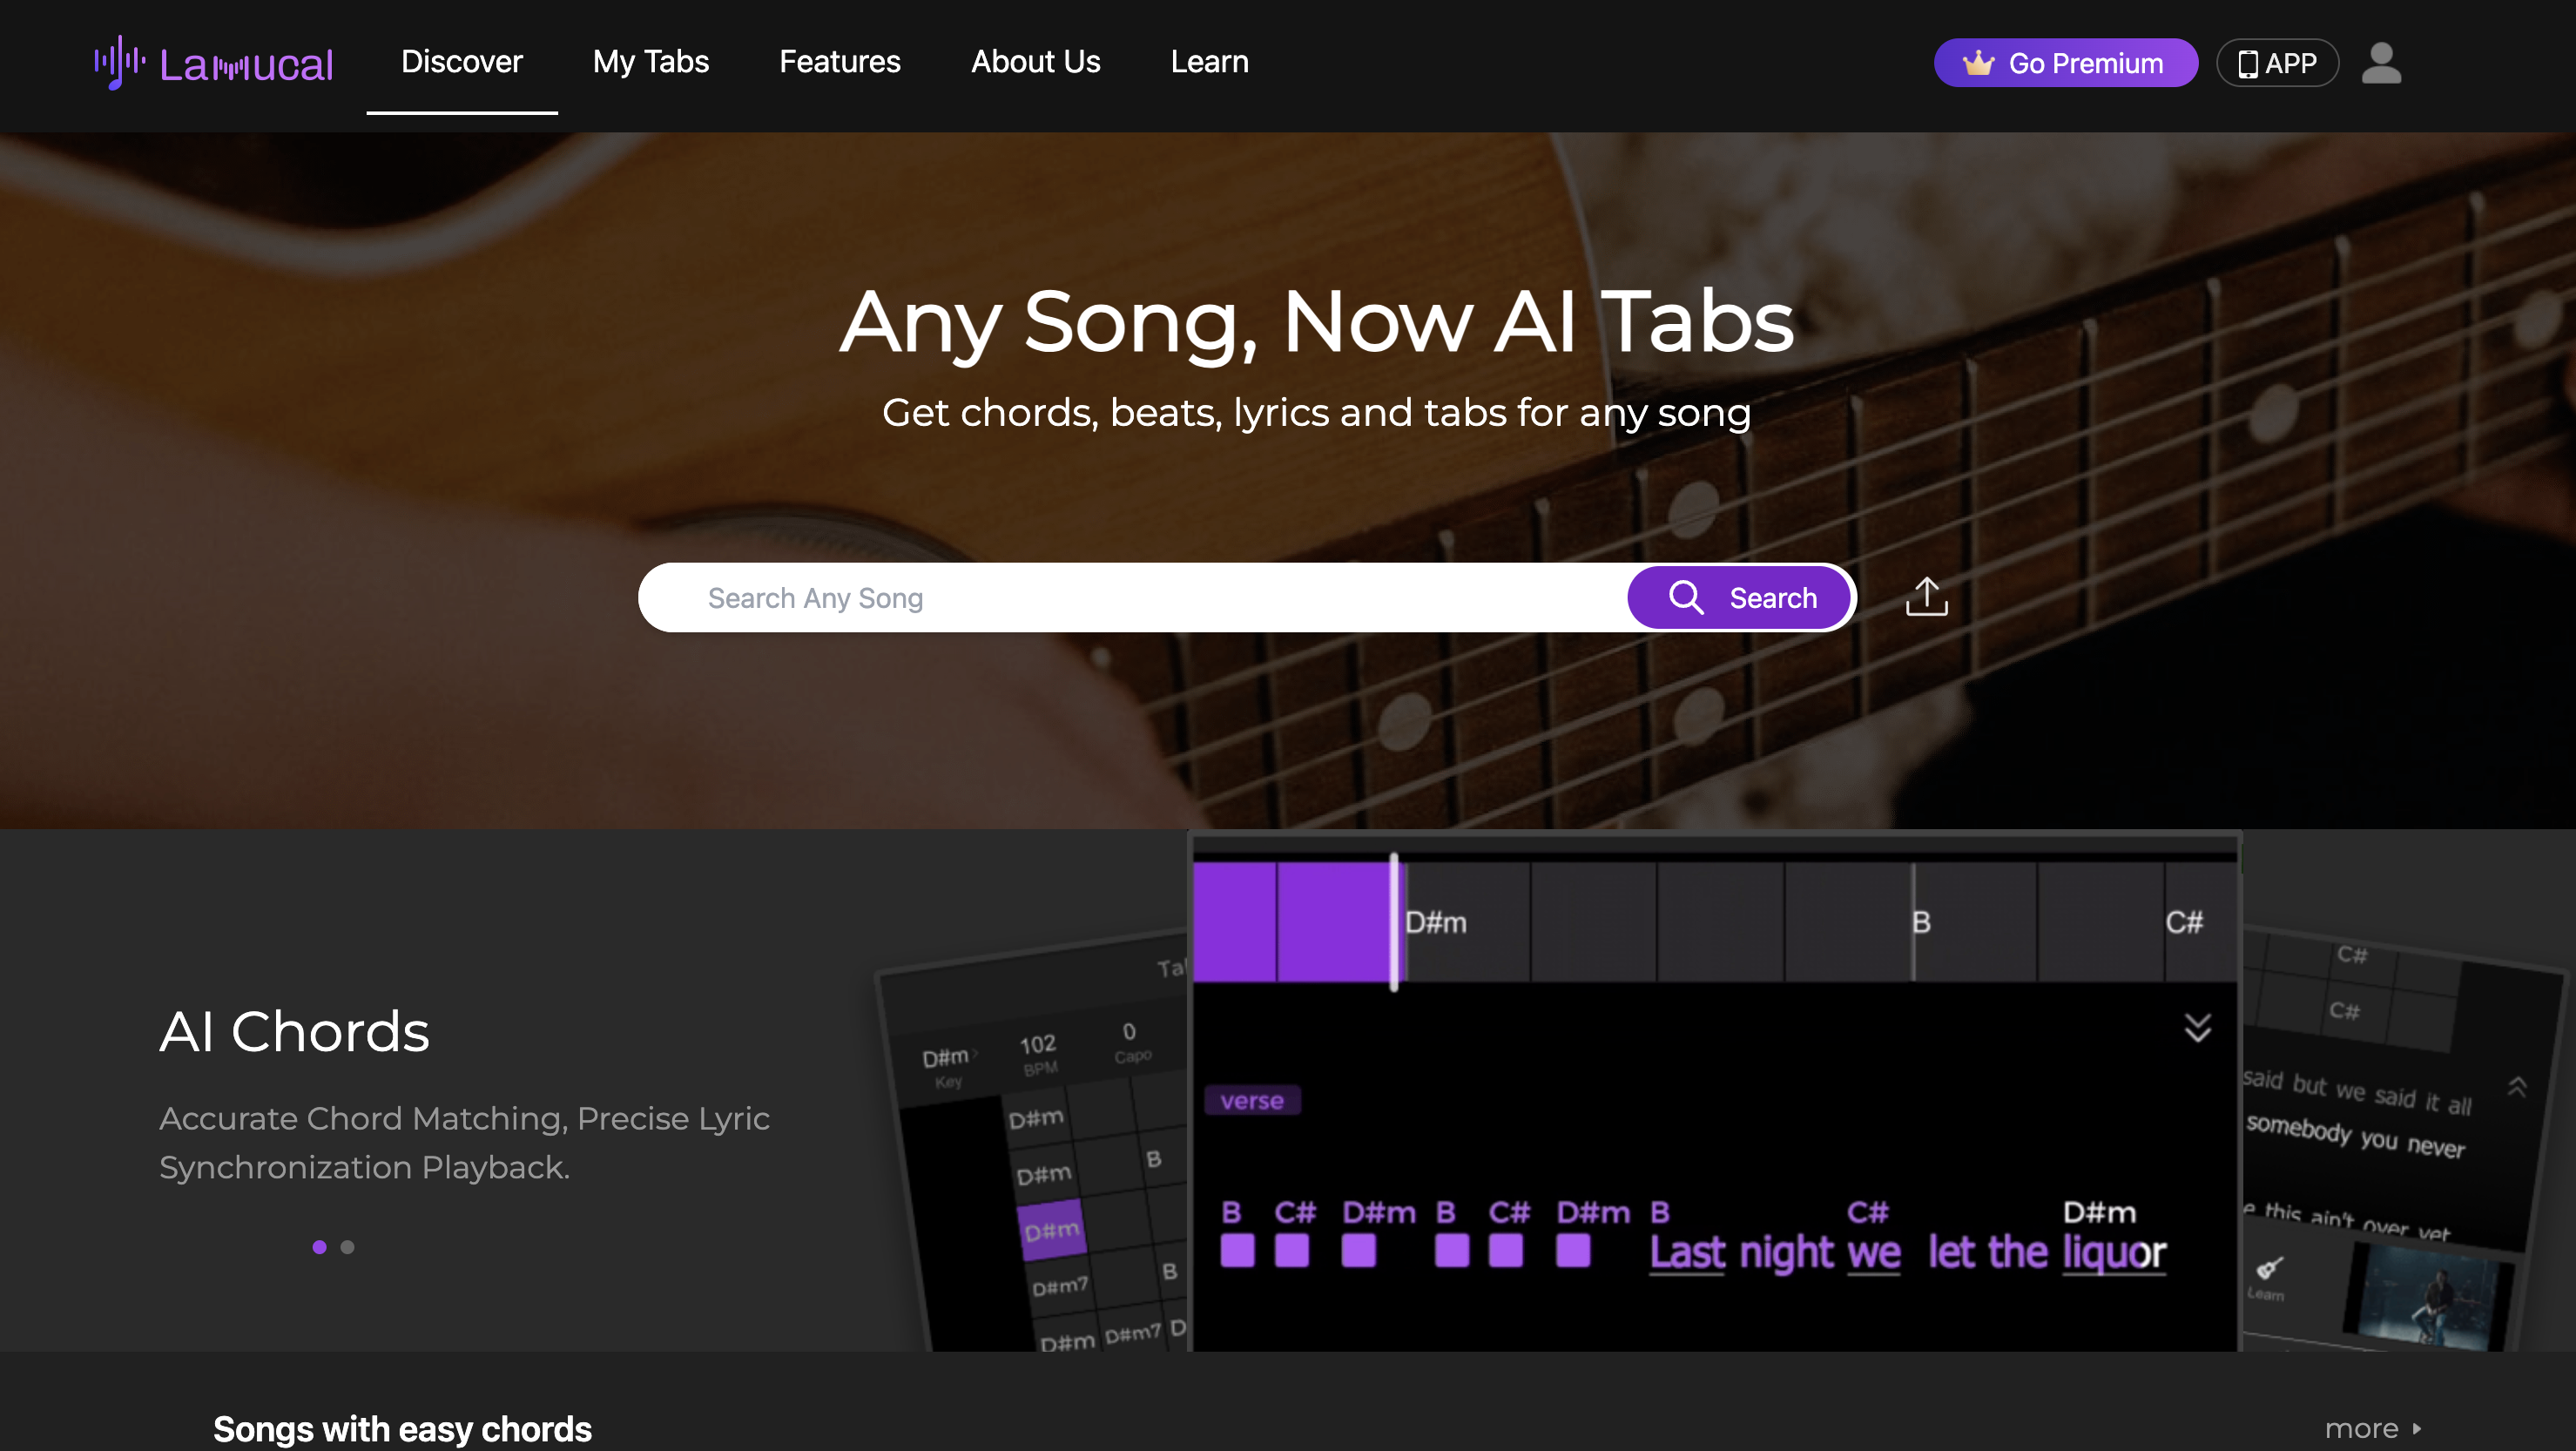 Lamucal
Discover
My Tabs
Features
About Us
Learn
Go Premium
APP
Any Song, Now AI Tabs
Get chords, beats, lyrics and tabs for any song
Search Any Song
Search
AI Chords
Accurate Chord Matching, Precise Lyric
Synchronization Playback.
D#m 102 0
Key BPM Capo
D#m
D#m B
D#m
D#m7 B
D#m D#m7 D
D#m B C#
verse
B C# D#m B C# D#m B C# D#m
Last night we let the liquor
C#
C#
said but we said it all
somebody you never
this ain't over yet
Learn
Songs with easy chords
more